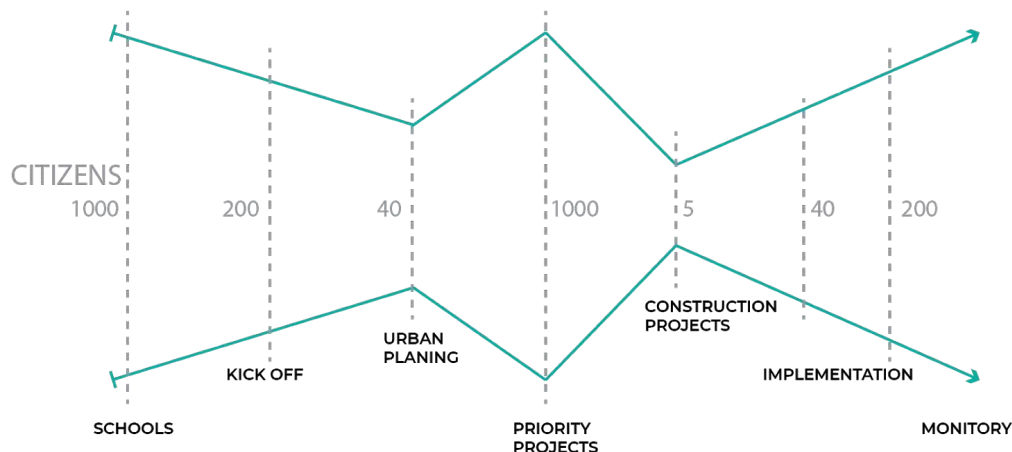 CITIZENS
1000 200 40 1000 5 40 200
CONSTRUCTION
PROJECTS
URBAN
PLANING
KICK OFF
IMPLEMENTATION
SCHOOLS
PRIORITY
PROJECTS
MONITORY